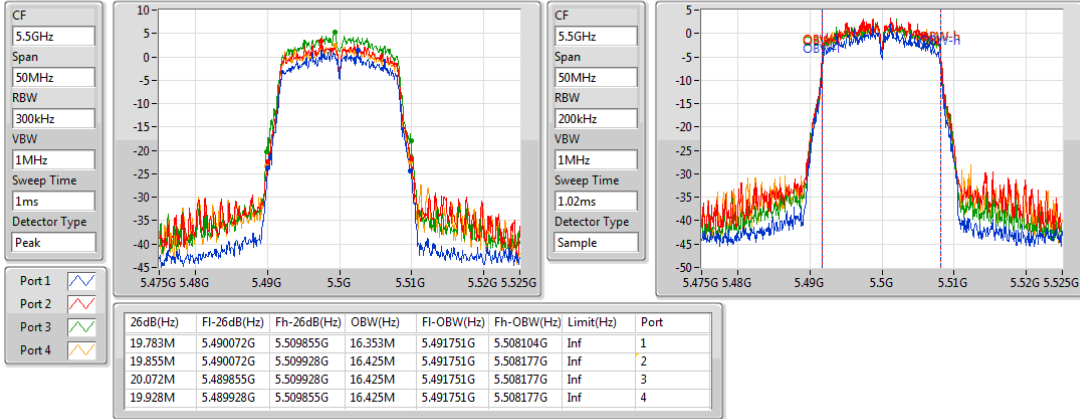 CF
5.5GHz
Span
50MHz
RBW
300kHz
VBW
1MHz
Sweep Time
1ms
Detector Type
Peak
10
5
0
-5
-10
-15
-20
-25
-30
-35
-40
-45
5.475G 5.48G 5.49G 5.5G 5.51G 5.52G 5.525G
CF
5.5GHz
Span
50MHz
RBW
200kHz
VBW
1MHz
Sweep Time
1.02ms
Detector Type
Sample
5
0
-5
-10
-15
-20
-25
-30
-35
-40
-45
-50
5.475G 5.48G 5.49G 5.5G 5.51G 5.52G 5.525G
Port 1
Port 2
Port 3
Port 4
26dB(Hz) Fl-26dB(Hz) Fh-26dB(Hz) OBW(Hz) Fl-OBW(Hz) Fh-OBW(Hz) Limit(Hz) Port
19.783M 5.490072G 5.509855G 16.353M 5.491751G 5.508104G Inf 1
19.855M 5.490072G 5.509928G 16.425M 5.491751G 5.508177G Inf 2
20.072M 5.489855G 5.509928G 16.425M 5.491751G 5.508177G Inf 3
19.928M 5.489928G 5.509855G 16.425M 5.491751G 5.508177G Inf 4